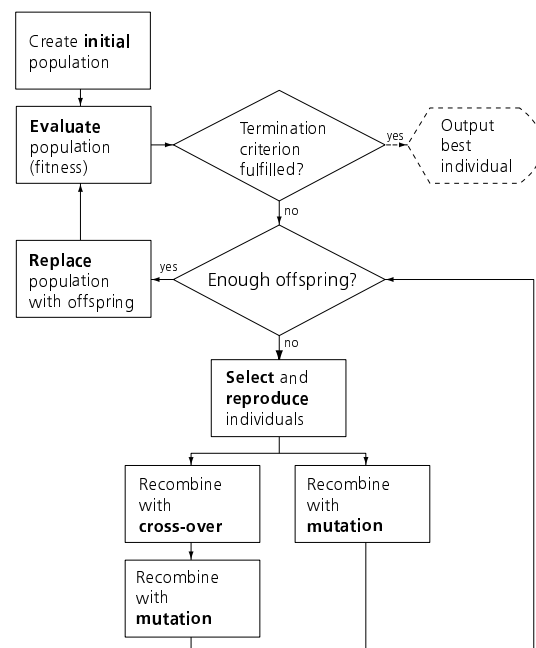 Create initial
population
Evaluate
population
(fitness)
Termination
criterion
fulfilled?
yes
Output
best
individual
no
Replace
population
with offspring
yes
Enough offspring?
no
Select and
reproduce
individuals
Recombine
with
cross-over
Recombine
with
mutation
Recombine
with
mutation